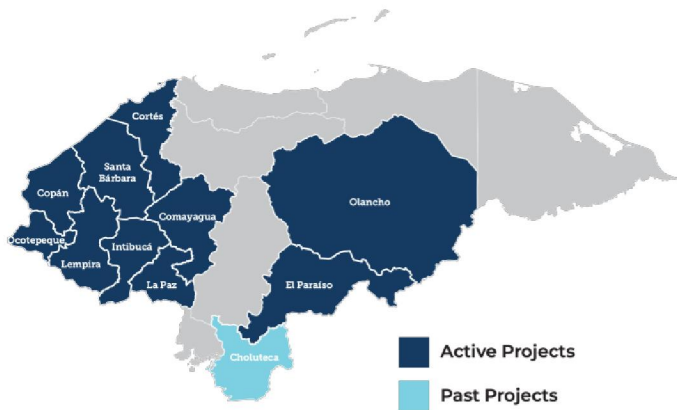 Cortés
Santa
Bárbara
Copán
Comayagua
Olancho
Ocotepeque
Intibucá
Lempira
La Paz
El Paraíso
Choluteca
Active Projects
Past Projects